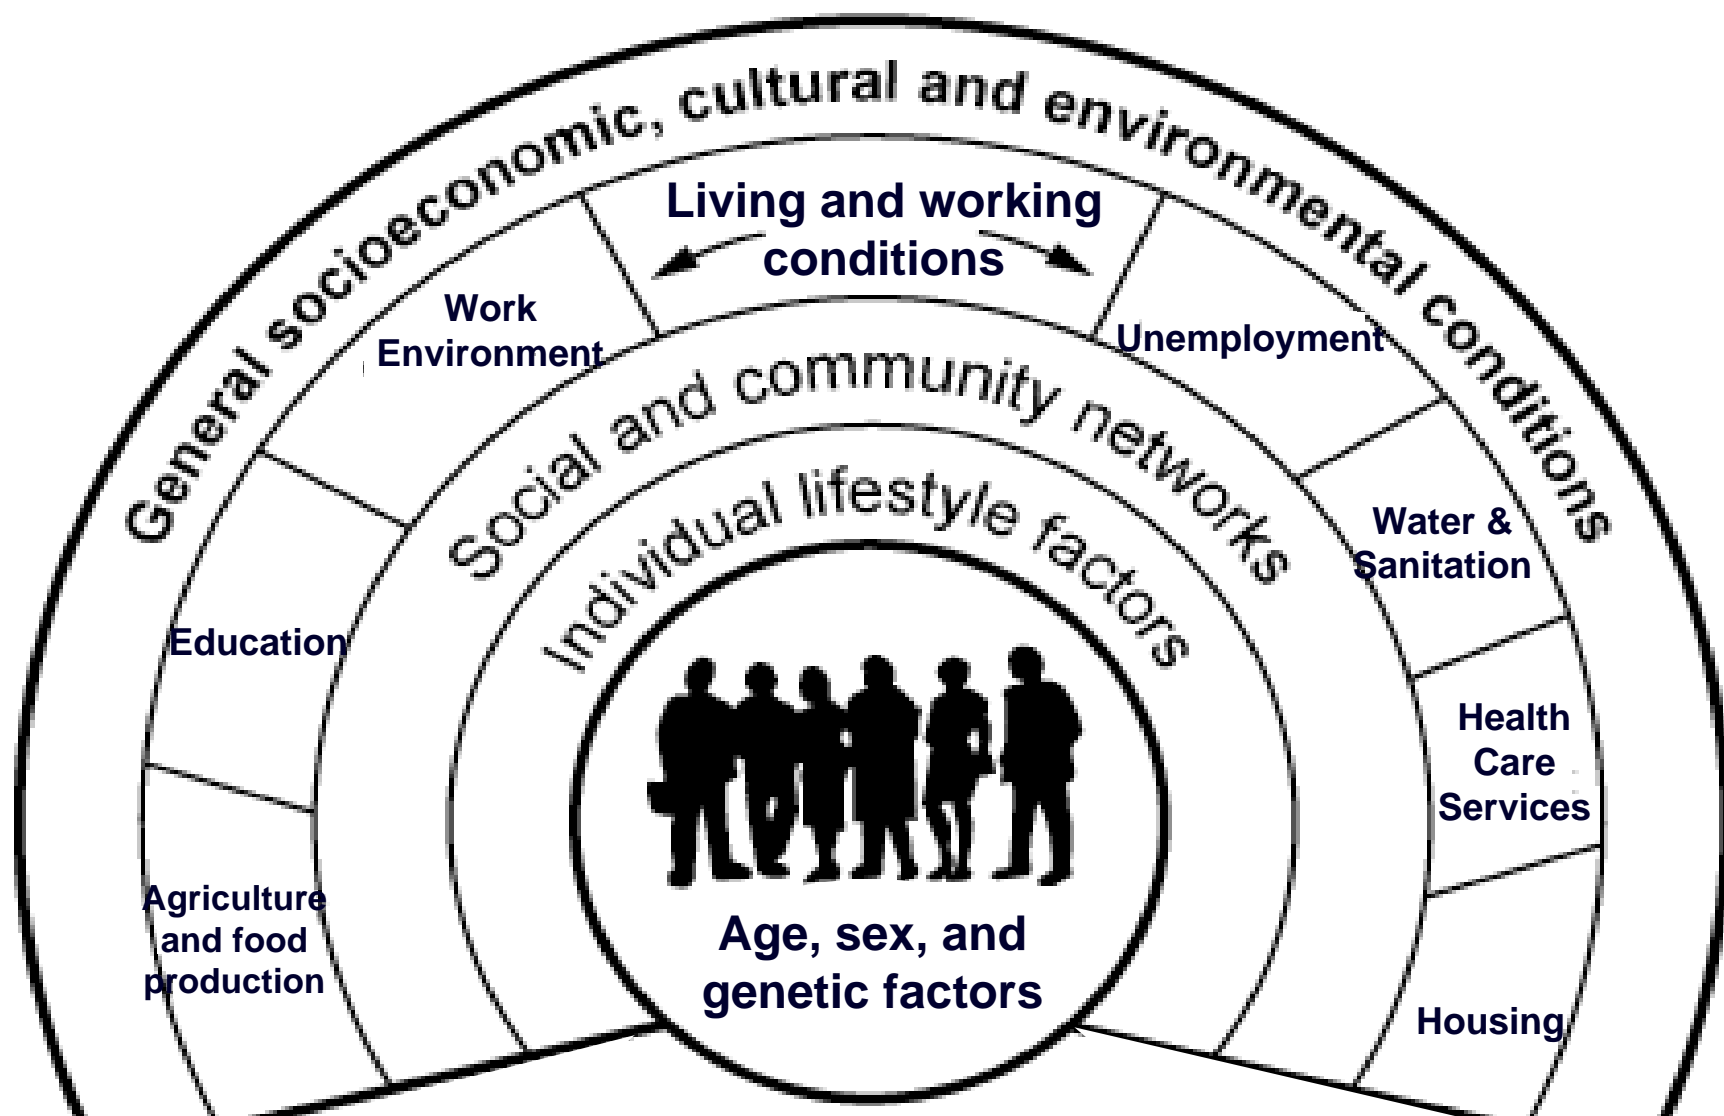 General socioeconomic, cultural and environmental conditions
Living and working
conditions
Work
Environment
Unemployment
Social and community networks
Individual lifestyle factors
Water &
Sanitation
Education
Health
Care
Services
Agriculture
and food
production
Age, sex, and
genetic factors
Housing